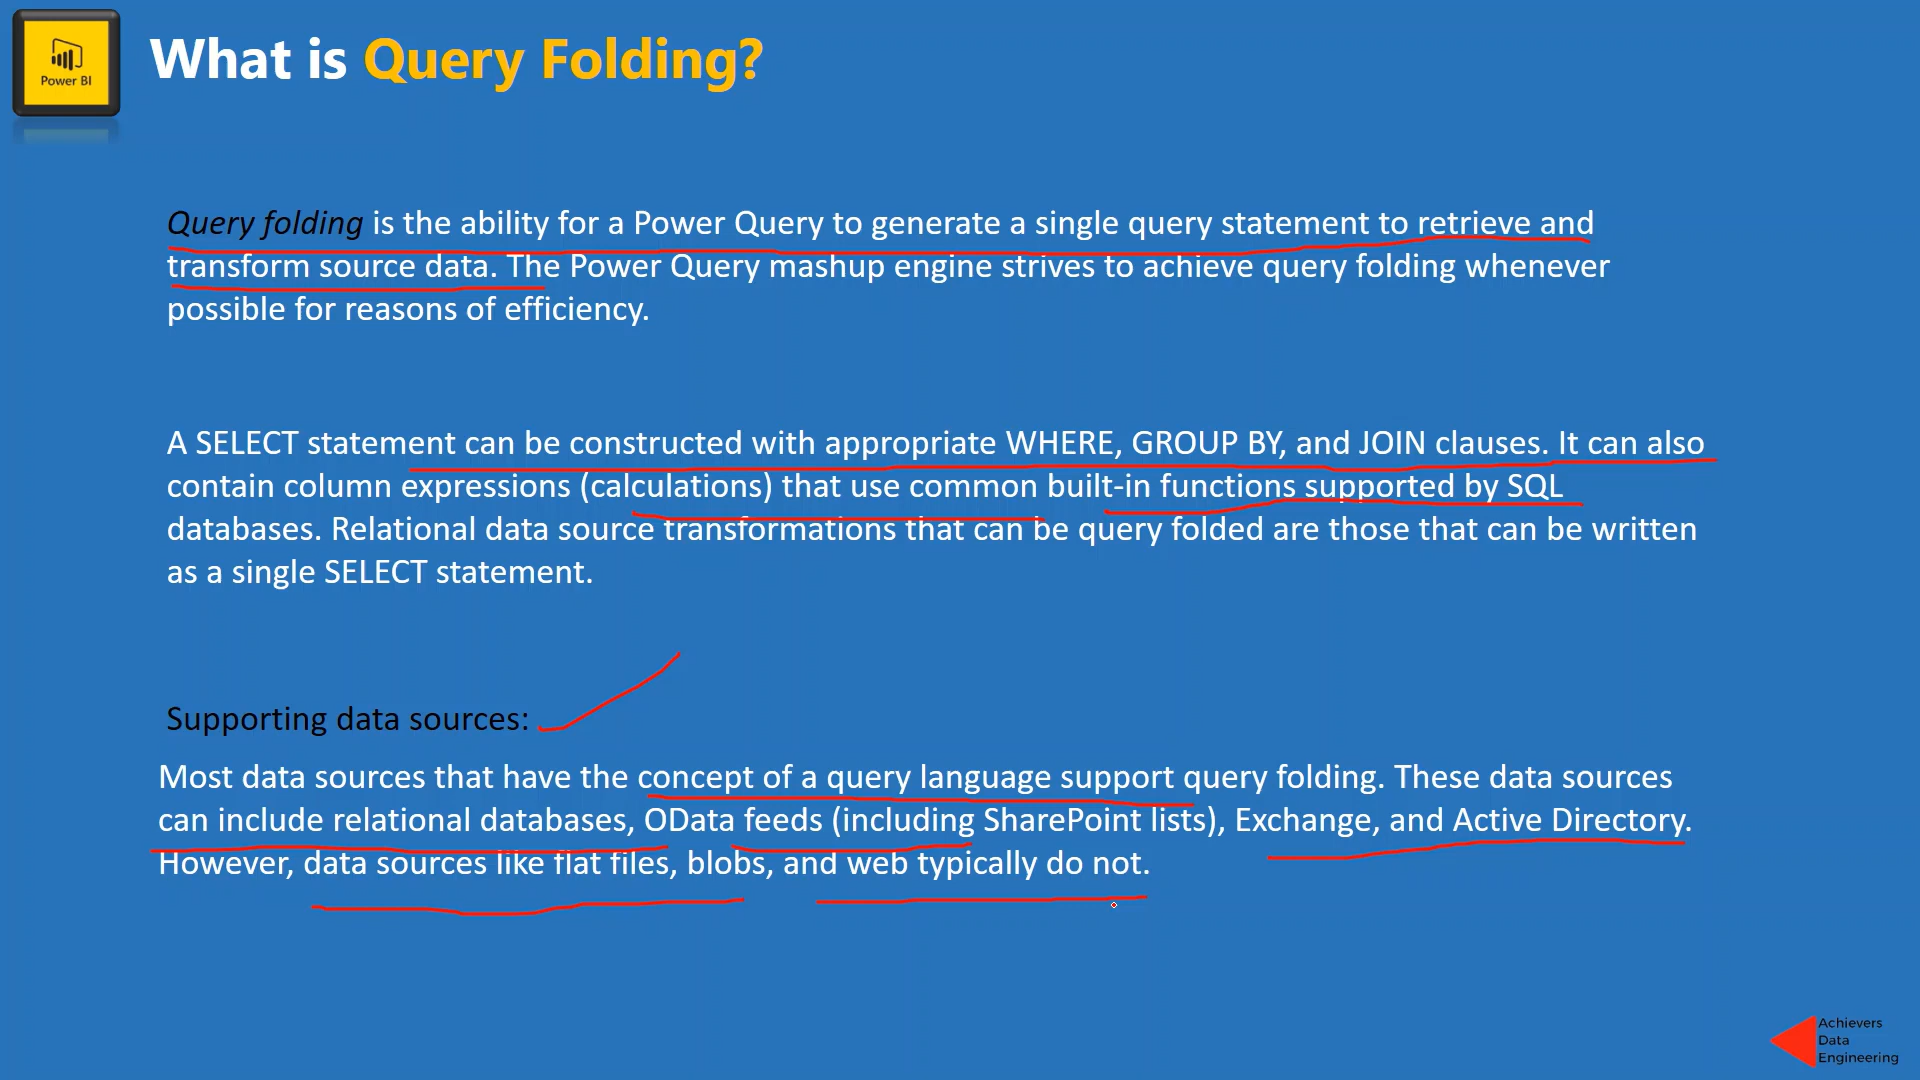 Power BI
What is Query Folding?
Query folding is the ability for a Power Query to generate a single query statement to retrieve and
transform source data. The Power Query mashup engine strives to achieve query folding whenever
possible for reasons of efficiency.
A SELECT statement can be constructed with appropriate WHERE, GROUP BY, and JOIN clauses. It can also
contain column expressions (calculations) that use common built-in functions supported by SQL
databases. Relational data source transformations that can be query folded are those that can be written
as a single SELECT statement.
Supporting data sources:
Most data sources that have the concept of a query language support query folding. These data sources
can include relational databases, OData feeds (including SharePoint lists), Exchange, and Active Directory.
However, data sources like flat files, blobs, and web typically do not.
Achievers
Data
Engineering